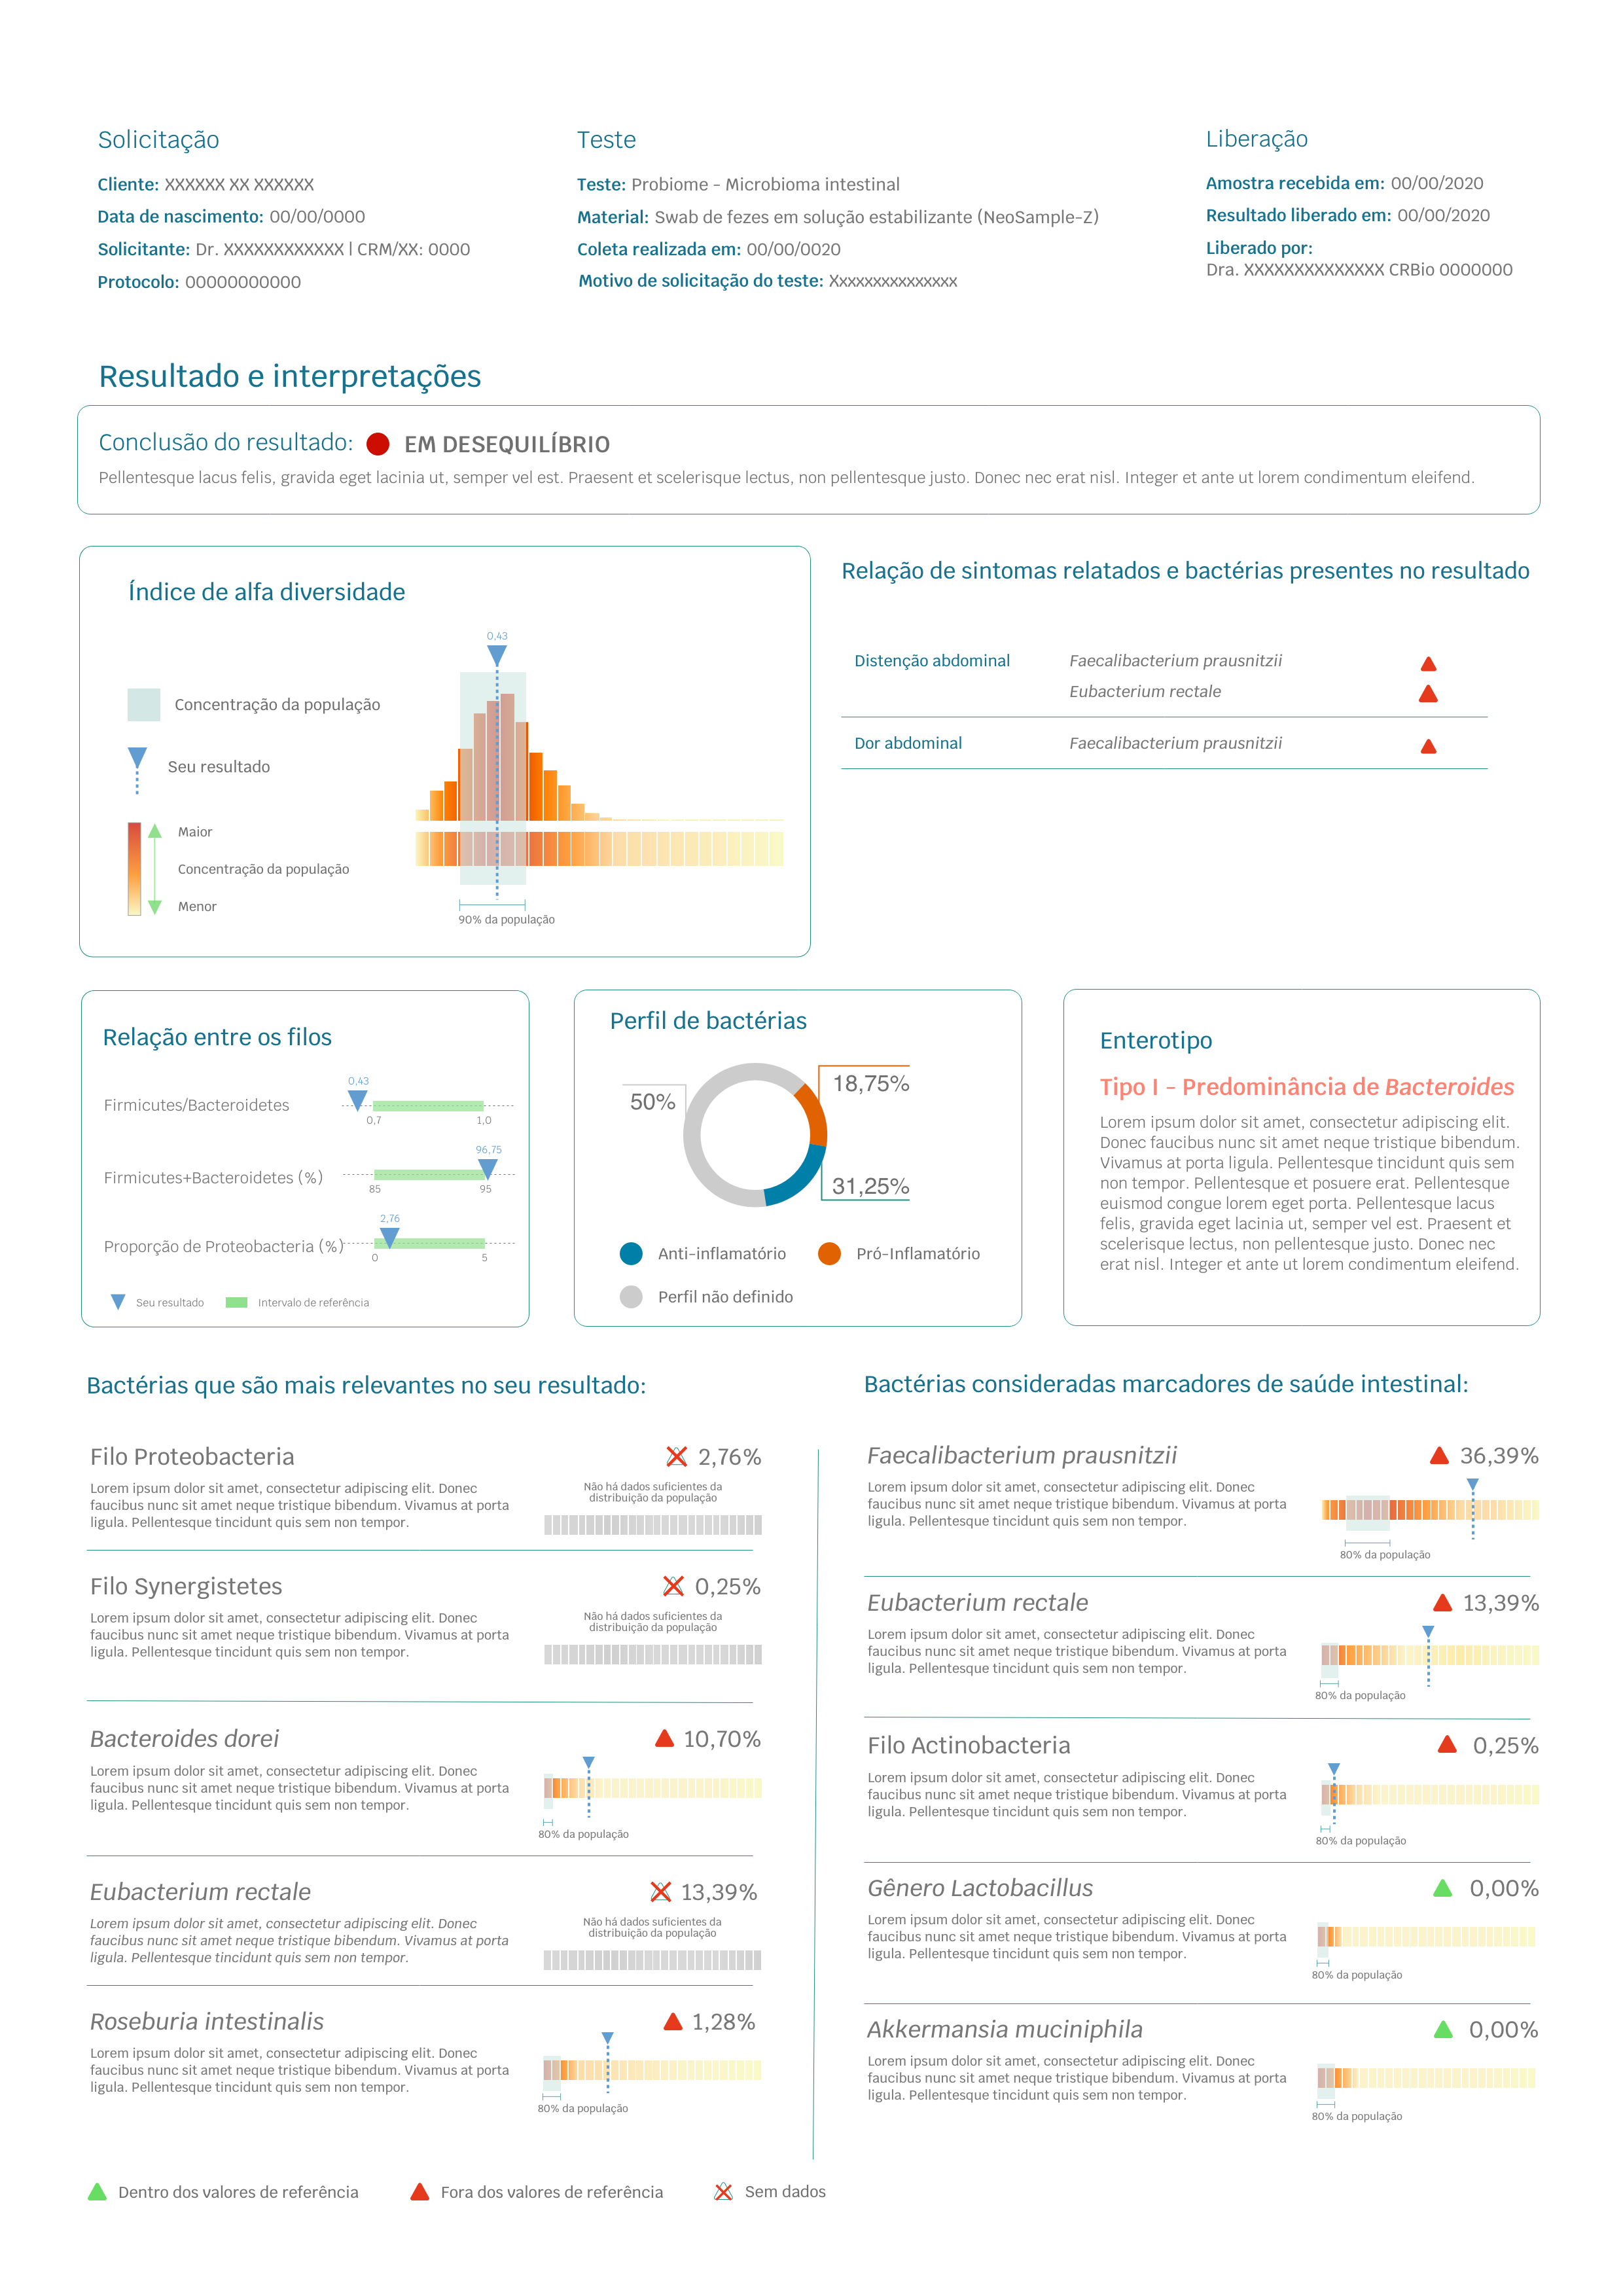 Solicitação
Cliente: XXXXXX XX XXXXXX
Data de nascimento: 00/00/0000
Solicitante: Dr. XXXXXXXXXXXX | CRM/XX: 0000
Protocolo: 00000000000
Teste
Teste: Probiome - Microbioma intestinal
Material: Swab de fezes em solução estabilizante (NeoSample-Z)
Coleta realizada em: 00/00/0020
Motivo de solicitação do teste: Xxxxxxxxxxxxxxx
Liberação
Amostra recebida em: 00/00/2020
Resultado liberado em: 00/00/2020
Liberado por:
Dra. XXXXXXXXXXXXXX CRBio 0000000
Resultado e interpretações
Conclusão do resultado: EM DESEQUILÍBRIO
Pellentesque lacus felis, gravida eget lacinia ut, semper vel est. Praesent et scelerisque lectus, non pellentesque justo. Donec nec erat nisl. Integer et ante ut lorem condimentum eleifend.
Índice de alfa diversidade
0,43
Concentração da população
Seu resultado
Maior
Concentração da população
Menor
90% da população
Relação de sintomas relatados e bactérias presentes no resultado
Distenção abdominal Faecalibacterium prausnitzii
Eubacterium rectale
Dor abdominal Faecalibacterium prausnitzii
Relação entre os filos
0,43
Firmicutes/Bacteroidetes
0,7 1,0
96,75
Firmicutes+Bacteroidetes (%)
85 95
2,76
Proporção de Proteobacteria (%)
0 5
Seu resultado Intervalo de referência
Perfil de bactérias
18,75%
50%
31,25%
Anti-inflamatório Pró-Inflamatório
Perfil não definido
Enterotipo
Tipo I - Predominância de Bacteroides
Lorem ipsum dolor sit amet, consectetur adipiscing elit.
Donec faucibus nunc sit amet neque tristique bibendum.
Vivamus at porta ligula. Pellentesque tincidunt quis sem
non tempor. Pellentesque et posuere erat. Pellentesque
euismod congue lorem eget porta. Pellentesque lacus
felis, gravida eget lacinia ut, semper vel est. Praesent et
scelerisque lectus, non pellentesque justo. Donec nec
erat nisl. Integer et ante ut lorem condimentum eleifend.
Bactérias que são mais relevantes no seu resultado:
Filo Proteobacteria 2,76%
Lorem ipsum dolor sit amet, consectetur adipiscing elit. Donec
faucibus nunc sit amet neque tristique bibendum. Vivamus at porta
ligula. Pellentesque tincidunt quis sem non tempor.
Não há dados suficientes da
distribuição da população
Filo Synergistetes 0,25%
Lorem ipsum dolor sit amet, consectetur adipiscing elit. Donec
faucibus nunc sit amet neque tristique bibendum. Vivamus at porta
ligula. Pellentesque tincidunt quis sem non tempor.
Não há dados suficientes da
distribuição da população
Bacteroides dorei 10,70%
Lorem ipsum dolor sit amet, consectetur adipiscing elit. Donec
faucibus nunc sit amet neque tristique bibendum. Vivamus at porta
ligula. Pellentesque tincidunt quis sem non tempor.
80% da população
Eubacterium rectale 13,39%
Lorem ipsum dolor sit amet, consectetur adipiscing elit. Donec
faucibus nunc sit amet neque tristique bibendum. Vivamus at porta
ligula. Pellentesque tincidunt quis sem non tempor.
Não há dados suficientes da
distribuição da população
Roseburia intestinalis 1,28%
Lorem ipsum dolor sit amet, consectetur adipiscing elit. Donec
faucibus nunc sit amet neque tristique bibendum. Vivamus at porta
ligula. Pellentesque tincidunt quis sem non tempor.
80% da população
Bactérias consideradas marcadores de saúde intestinal:
Faecalibacterium prausnitzii 36,39%
Lorem ipsum dolor sit amet, consectetur adipiscing elit. Donec
faucibus nunc sit amet neque tristique bibendum. Vivamus at porta
ligula. Pellentesque tincidunt quis sem non tempor.
80% da população
Eubacterium rectale 13,39%
Lorem ipsum dolor sit amet, consectetur adipiscing elit. Donec
faucibus nunc sit amet neque tristique bibendum. Vivamus at porta
ligula. Pellentesque tincidunt quis sem non tempor.
80% da população
Filo Actinobacteria 0,25%
Lorem ipsum dolor sit amet, consectetur adipiscing elit. Donec
faucibus nunc sit amet neque tristique bibendum. Vivamus at porta
ligula. Pellentesque tincidunt quis sem non tempor.
80% da população
Gênero Lactobacillus 0,00%
Lorem ipsum dolor sit amet, consectetur adipiscing elit. Donec
faucibus nunc sit amet neque tristique bibendum. Vivamus at porta
ligula. Pellentesque tincidunt quis sem non tempor.
80% da população
Akkermansia muciniphila 0,00%
Lorem ipsum dolor sit amet, consectetur adipiscing elit. Donec
faucibus nunc sit amet neque tristique bibendum. Vivamus at porta
ligula. Pellentesque tincidunt quis sem non tempor.
80% da população
Dentro dos valores de referência Fora dos valores de referência Sem dados